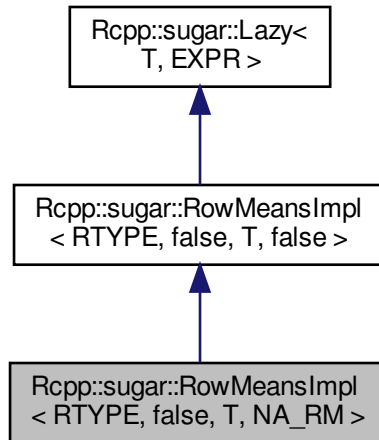 Rcpp::sugar::Lazy<
T, EXPR >
Rcpp::sugar::RowMeansImpl
< RTYPE, false, T, false >
Rcpp::sugar::RowMeansImpl
< RTYPE, false, T, NA_RM >